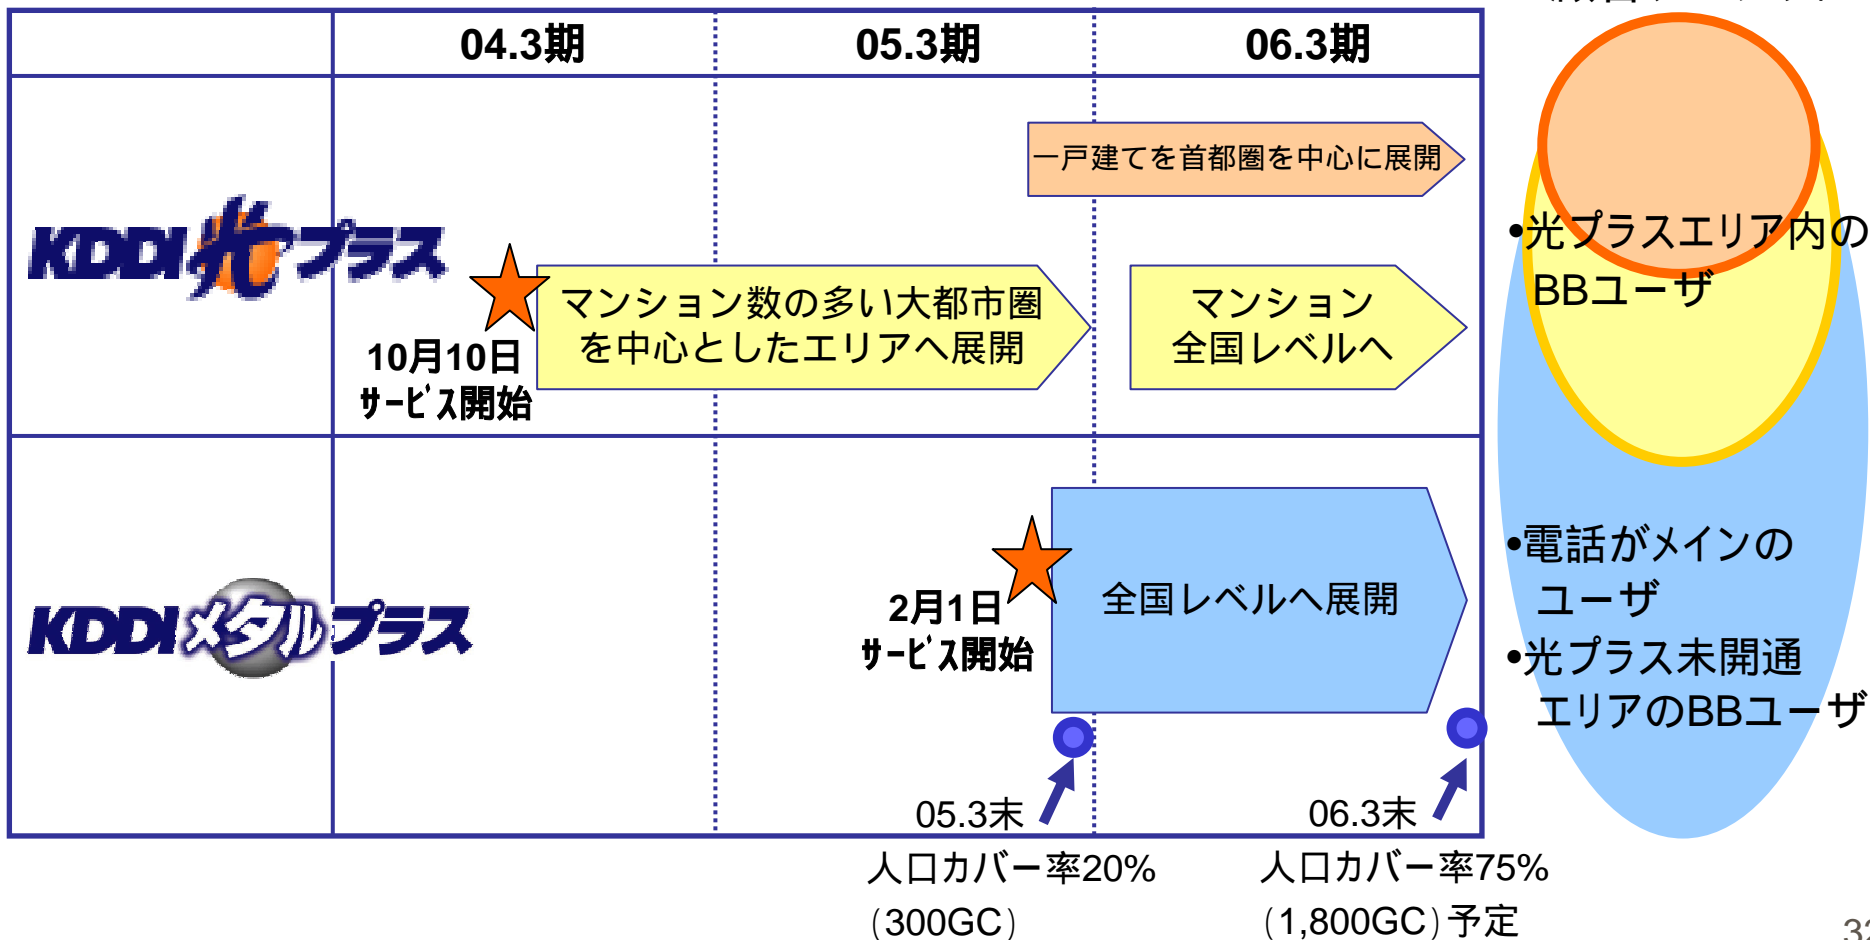 04.3期
05.3期
06.3期
一戸建てを首都圏を中心に展開
KDDI光プラス
マンション数の多い大都市圏
を中心としたエリアへ展開
マンション
全国レベルへ
10月10日
サービス開始
•光プラスエリア内の
BBユーザ
KDDIメタルプラス
全国レベルへ展開
2月1日
サービス開始
•電話がメインの
ユーザ
•光プラス未開通
エリアのBBユーザ
05.3末
人口カバー率20%
(300GC)
06.3末
人口カバー率75%
(1,800GC)予定